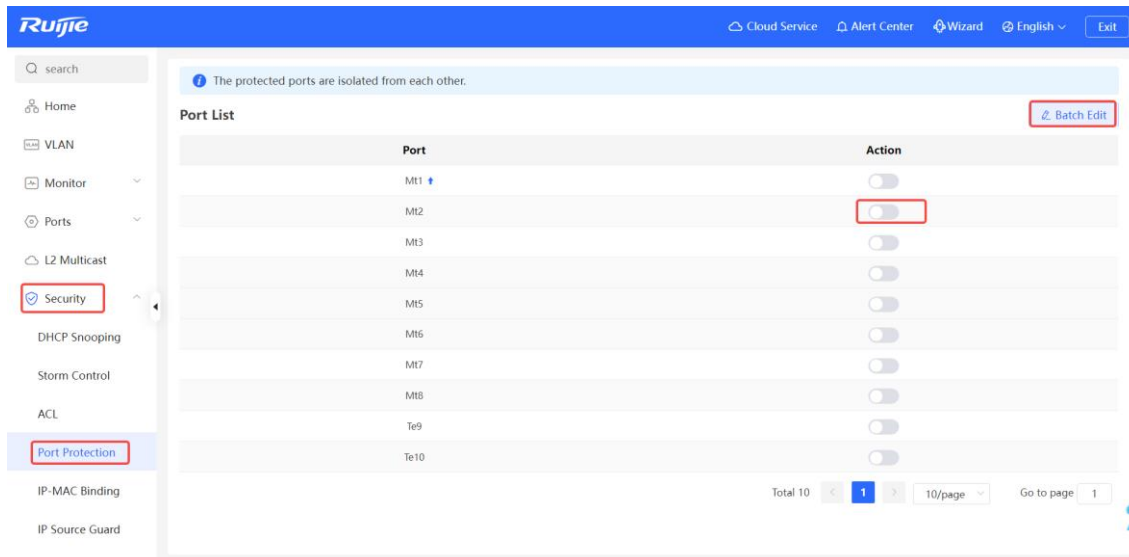 Ruijie
Cloud Service Alert Center Wizard English Exit
search
The protected ports are isolated from each other.
Home
Port List Batch Edit
VLAN
Port Action
Monitor
Mt1
Mt2
Ports
Mt3
L2 Multicast
Mt4
Security
Mt5
DHCP Snooping
Mt6
Mt7
Storm Control
Mt8
ACL
Te9
Port Protection
Te10
IP-MAC Binding
Total 10 < 1 > 10/page Go to page 1
IP Source Guard